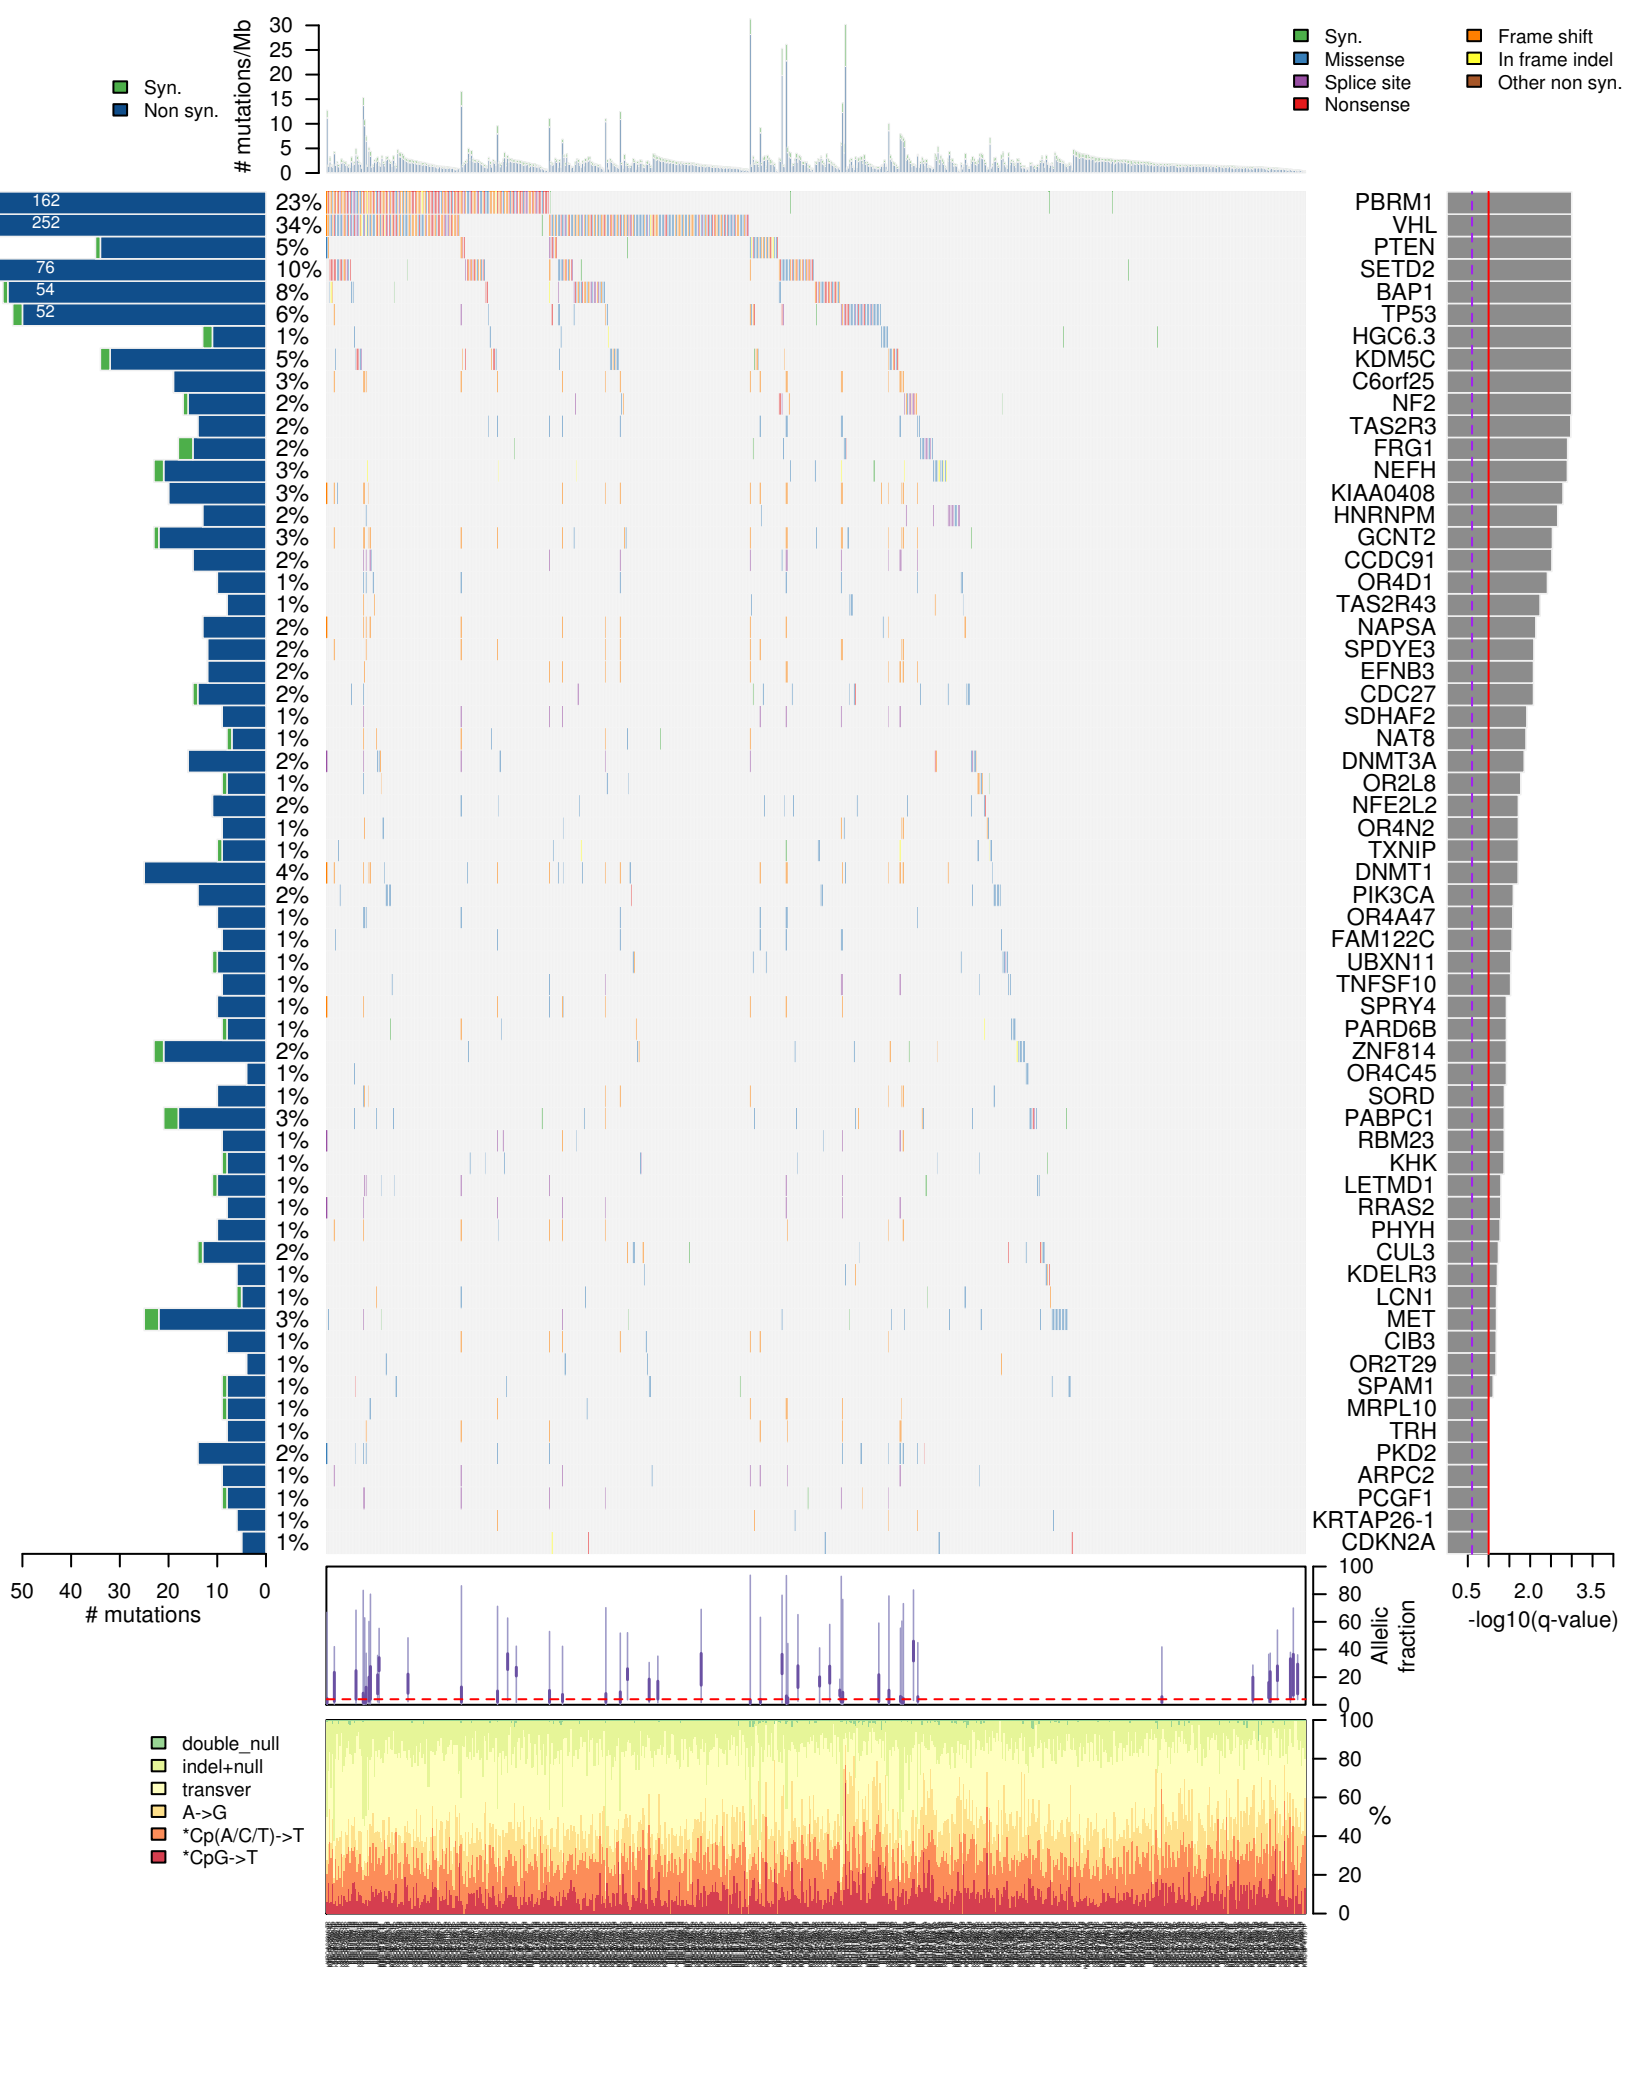 # mutations/Mb
30
25
20
15
10
5
0
Syn.
Non syn.
Syn.
Missense
Splice site
Nonsense
Frame shift
In frame indel
Other non syn.
162 23% PBRM1
252 34% VHL
5% PTEN
76 10% SETD2
54 8% BAP1
52 6% TP53
1% HGC6.3
5% KDM5C
3% C6orf25
2% NF2
2% TAS2R3
2% FRG1
3% NEFH
3% KIAA0408
2% HNRNPM
3% GCNT2
2% CCDC91
1% OR4D1
1% TAS2R43
2% NAPSA
2% SPDYE3
2% EFNB3
2% CDC27
1% SDHAF2
1% NAT8
2% DNMT3A
1% OR2L8
2% NFE2L2
1% OR4N2
1% TXNIP
4% DNMT1
2% PIK3CA
1% OR4A47
1% FAM122C
1% UBXN11
1% TNFSF10
1% SPRY4
1% PARD6B
2% ZNF814
1% OR4C45
1% SORD
3% PABPC1
1% RBM23
1% KHK
1% LETMD1
1% RRAS2
1% PHYH
2% CUL3
1% KDELR3
1% LCN1
3% MET
1% CIB3
1% OR2T29
1% SPAM1
1% MRPL10
1% TRH
2% PKD2
1% ARPC2
1% PCGF1
1% KRTAP26-1
1% CDKN2A
50 40 30 20 10 0
# mutations
0.5 2.0 3.5
-log10(q-value)
100
80
60
40
20
0
Allelic
fraction
double_null
indel+null
transver
A->G
*Cp(A/C/T)->T
*CpG->T
100
80
60
40
20
0
%